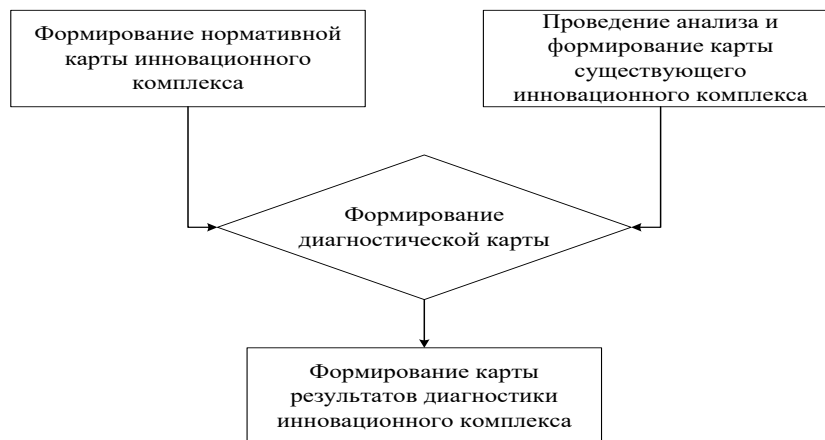 Формирование нормативной
карты инновационного
комплекса
Проведение анализа и
формирование карты
существующего
инновационного комплекса
Формирование
диагностической карты
Формирование карты
результатов диагностики
инновационного комплекса